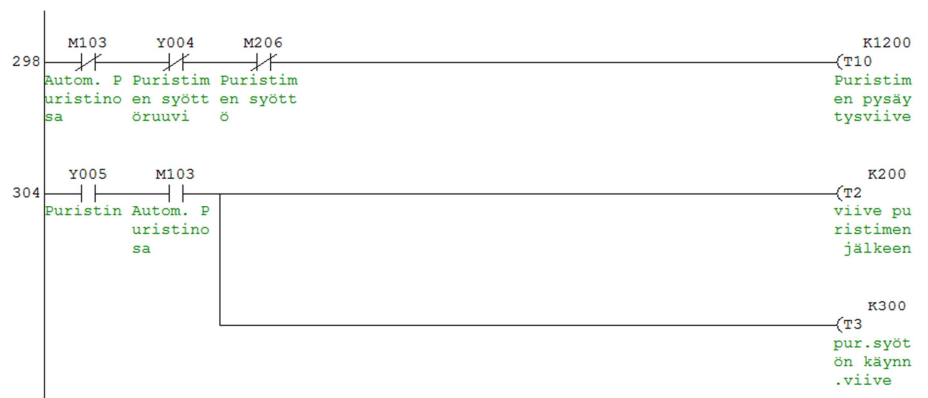 M103 Y004 M206 K1200
298 (T10
Autom. P Puristim Puristim Puristim
uristino en syött en syött en pysäy
sa öruuvi ö tysviive
Y005 M103 K200
304 (T2
Puristin Autom. P viive pu
uristino ristimen
sa jälkeen
K300
(T3
pur.syöt
ön käynn
.viive